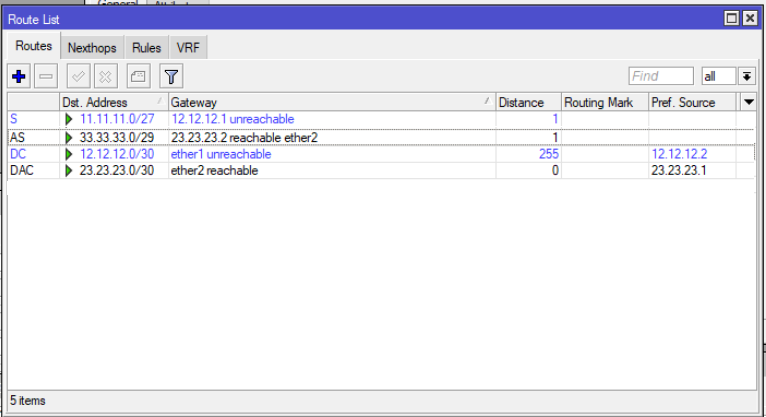 General
Route List
Routes Nexthops Rules VRF
Find all
Dst. Address Gateway Distance Routing Mark Pref. Source
S 11.11.11.0/27 12.12.12.1 unreachable 1
AS 33.33.33.0/29 23.23.23.2 reachable ether2 1
DC 12.12.12.0/30 ether1 unreachable 255 12.12.12.2
DAC 23.23.23.0/30 ether2 reachable 0 23.23.23.1
5 items